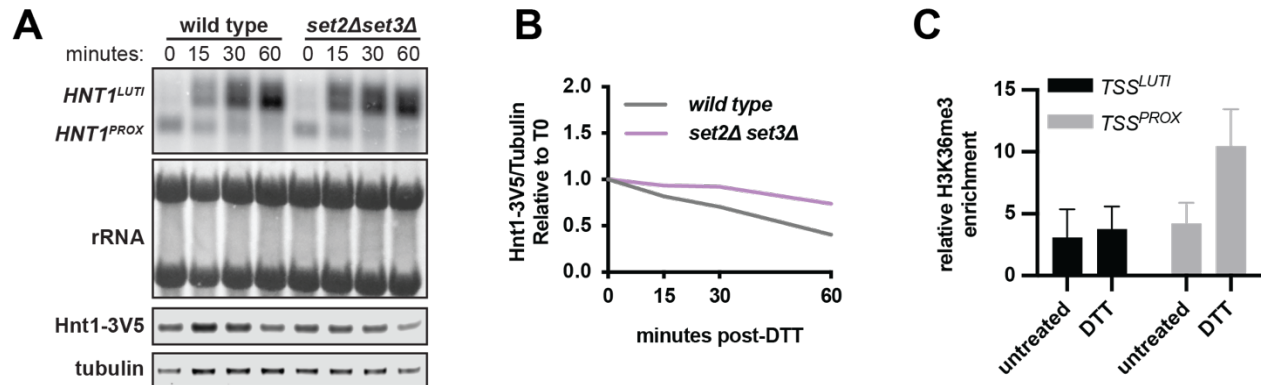 A
wild type set2Δset3Δ
minutes: 0 15 30 60 0 15 30 60
HNT1LUTI
HNT1PROX
rRNA
Hnt1-3V5
tubulin
B
Hnt1-3V5/Tubulin
Relative to T0
2.0
1.5
1.0
0.5
0.0
wild type
set2Δ set3Δ
0 15 30 60
minutes post-DTT
C
relative H3K36me3
enrichment
15
10
5
0
TSSLUTI
TSSPROX
untreated
DTT
untreated
DTT